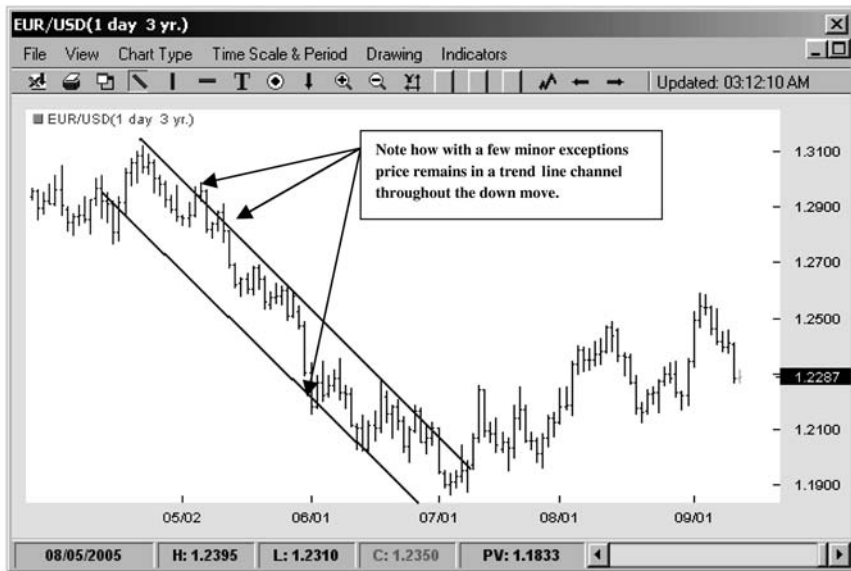 EUR/USD(1 day 3 yr.)
File View Chart Type Time Scale & Period Drawing Indicators
T Updated: 03:12:10 AM
EUR/USD(1 day 3 yr.)
Note how with a few minor exceptions
price remains in a trend line channel
throughout the down move.
1.3100
1.2900
1.2700
1.2500
1.2287
1.2100
1.1900
05/02 06/01 07/01 08/01 09/01
08/05/2005 H: 1.2395 L: 1.2310 C: 1.2350 PV: 1.1833